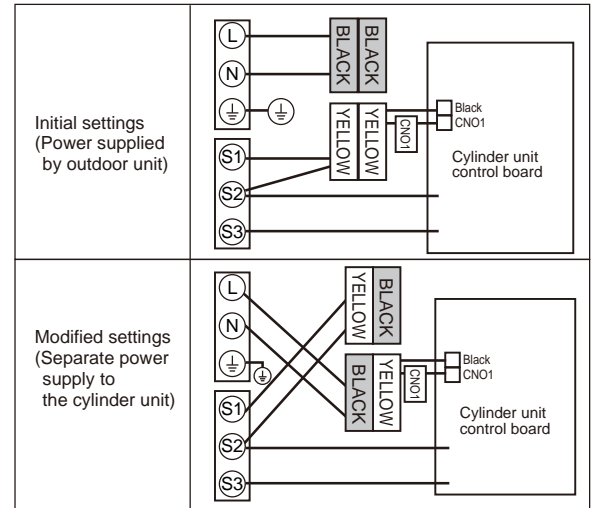 Initial settings
(Power supplied
by outdoor unit)
L
N
S1
S2
S3
BLACK
BLACK
YELLOW
YELLOW
CNO1
Black
CNO1
Cylinder unit
control board
Modified settings
(Separate power
supply to
the cylinder unit)
L
N
S1
S2
S3
YELLOW
BLACK
BLACK
YELLOW
CNO1
Black
CNO1
Cylinder unit
control board